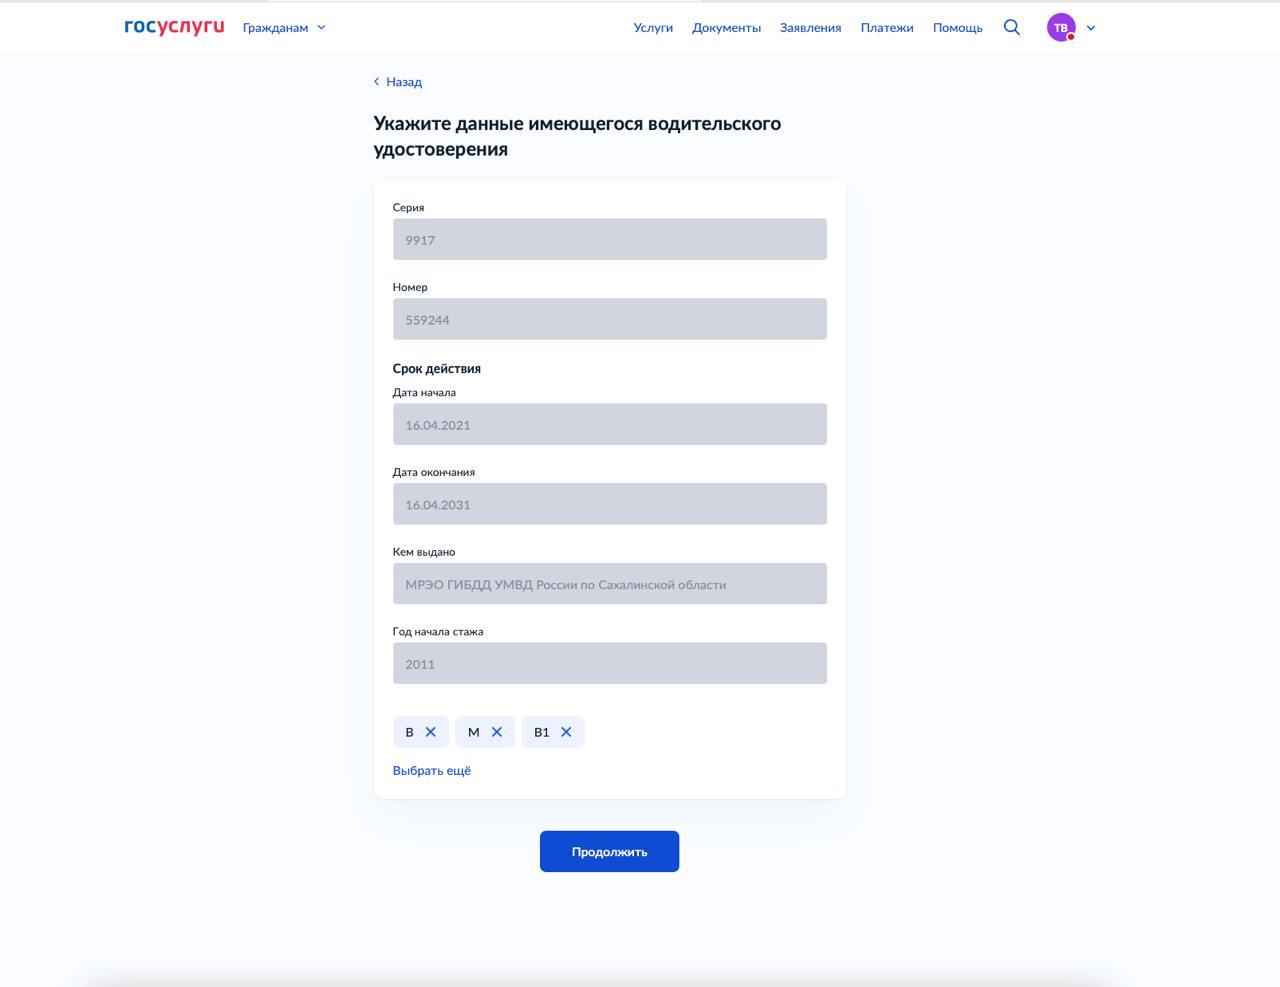 госуслуги Гражданам Услуги Документы Заявления Платежи Помощь ТВ
Назад
Укажите данные имеющегося водительского
удостоверения
Серия
9917
Номер
559244
Срок действия
Дата начала
16.04.2021
Дата окончания
16.04.2031
Кем выдано
МРЭО ГИБДД УМВД России по Сахалинской области
Год начала стажа
2011
B M B1
Выбрать ещё
Продолжить